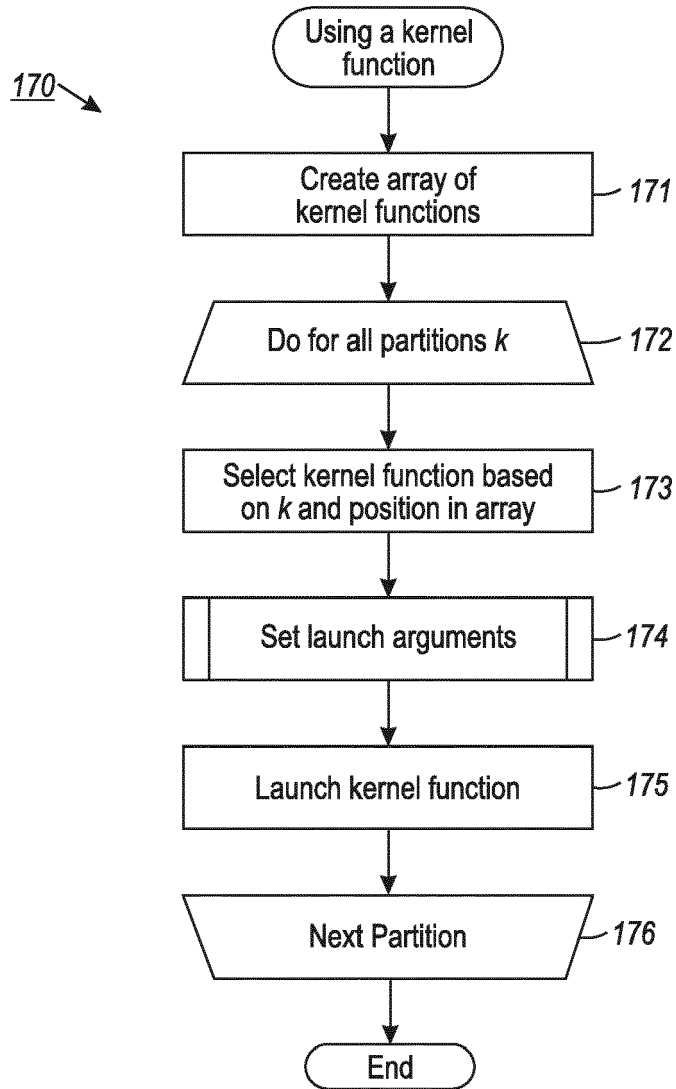 Using a kernel
function
170
Create array of
kernel functions
171
Do for all partitions k
172
Select kernel function based
on k and position in array
173
Set launch arguments
174
Launch kernel function
175
Next Partition
176
End